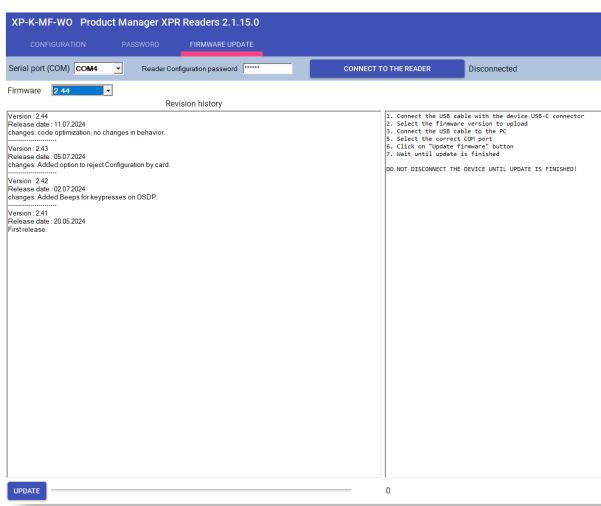 XP-K-MF-WO Product Manager XPR Readers 2.1.15.0
CONFIGURATION PASSWORD FIRMWARE UPDATE
Serial port (COM) COM4 Reader Configuration password ****** CONNECT TO THE READER Disconnected
Firmware 2.44
Revision history
Version : 2.44
Release date : 11.07.2024
changes: code optimization, no changes in behavior.
------------------------
Version : 2.43
Release date : 05.07.2024
changes: Added option to reject Configuration by card.
------------------------
Version : 2.42
Release date : 02.07.2024
changes: Added Beeps for keypresses on OSDP.
------------------------
Version : 2.41
Release date : 20.05.2024
First release.
1. Connect the USB cable with the device USB-C connector
2. Select the firmware version to upload
3. Connect the USB cable to the PC
5. Select the correct COM port
6. Click on "Update firmware" button
7. Wait until update is finished
DO NOT DISCONNECT THE DEVICE UNTIL UPDATE IS FINISHED!
UPDATE 0